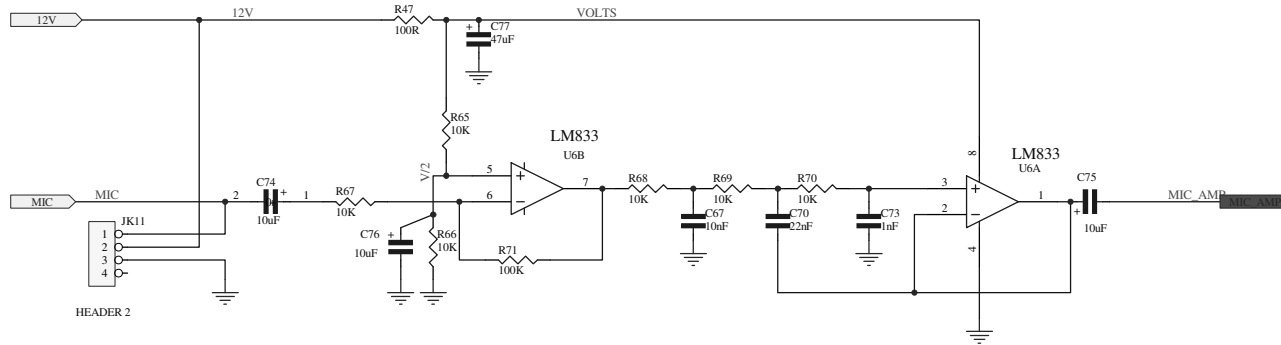 12V
12V
R47
100R
C77
47uF
VOLTS
R65
10K
LM833
U6B
V/2
5
6
7
8
LM833
U6A
MIC
MIC
2
C74
10uF
1
R67
10K
R68
10K
R69
10K
R70
10K
3
2
1
4
C75
10uF
MIC_AMP
MIC_AMP
JK11
1
2
3
4
HEADER 2
C76
10uF
R66
10K
R71
100K
C67
10nF
C70
22nF
C73
1nF